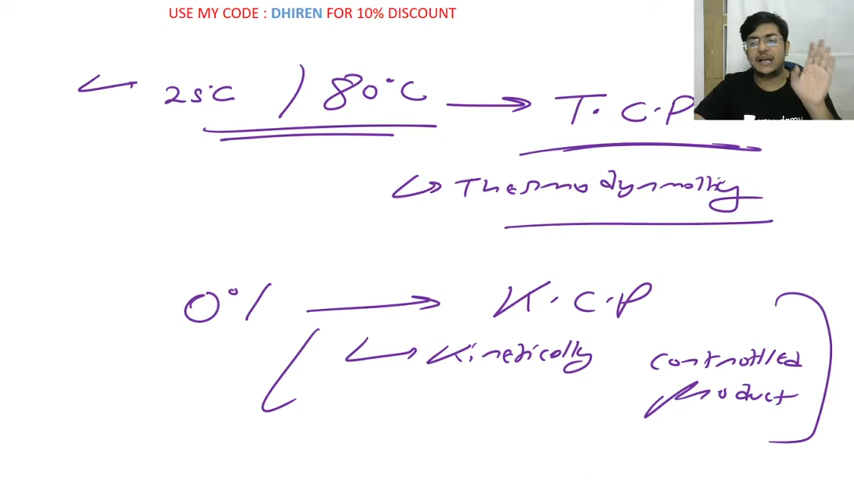 USE MY CODE : DHIREN FOR 10% DISCOUNT
25°C / 80°C → T.C.P
Thermodynamically
0°/ → K.C.P
Kinetically controlled
product